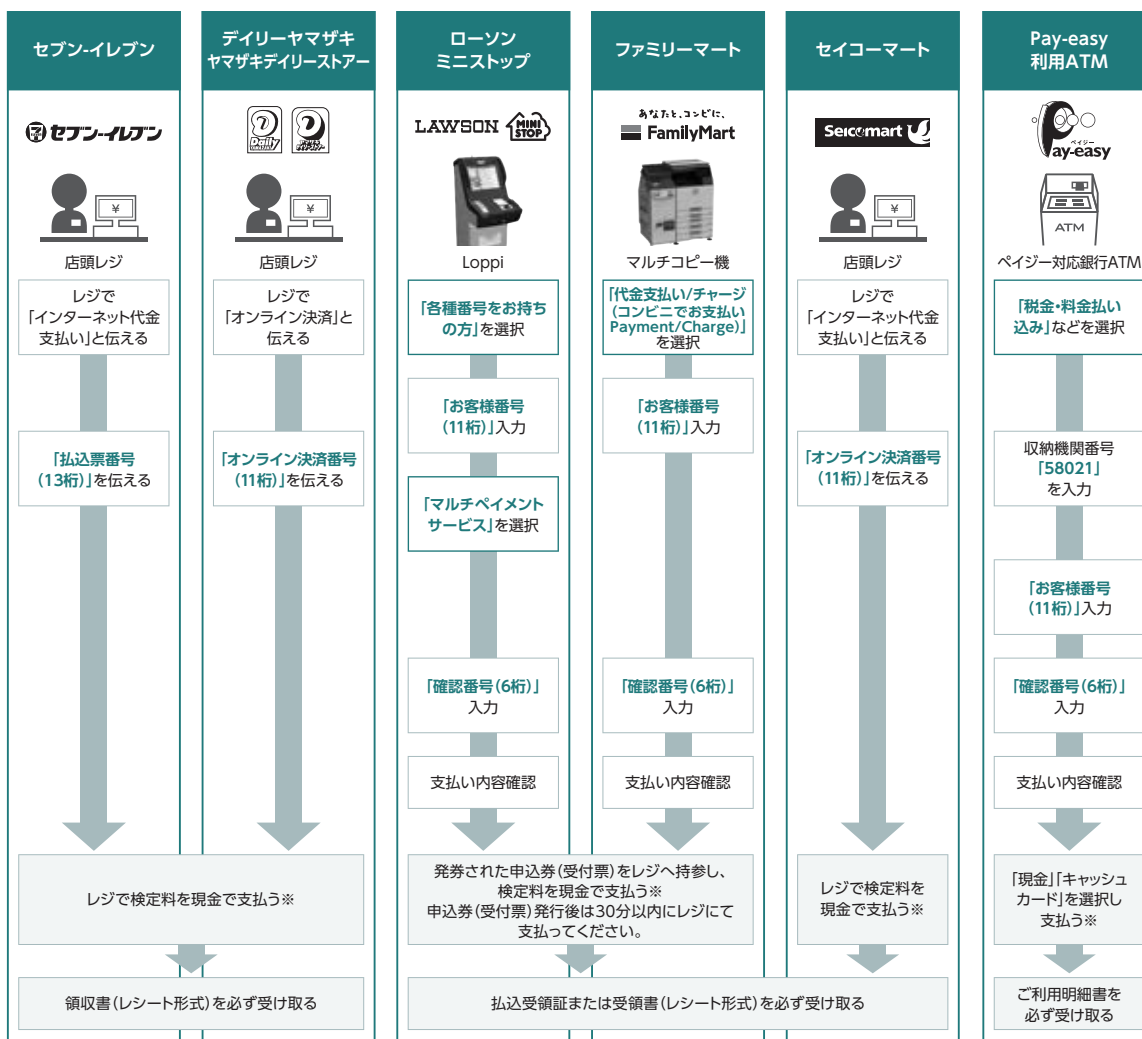 セブン-イレブン
デイリーヤマザキ
ヤマザキデイリーストアー
ローソン
ミニストップ
ファミリーマート
セイコーマート
Pay-easy
利用ATM
セブン-イレブン
Daily
LAWSON
MINI
STOP
あなたと、コンビに、
FamilyMart
Seicomart
ペイジー
Pay-easy
¥
¥
¥
ATM
店頭レジ
店頭レジ
Loppi
マルチコピー機
店頭レジ
ペイジー対応銀行ATM
レジで
「インターネット代金
支払い」と伝える
レジで
「オンライン決済」と
伝える
「各種番号をお持ち
の方」を選択
「代金支払い/チャージ
(コンビニでお支払い
Payment/Charge)」
を選択
レジで
「インターネット代金
支払い」と伝える
「税金・料金払い
込み」などを選択
「お客様番号
(11桁)」入力
「お客様番号
(11桁)」入力
「払込票番号
(13桁)」を伝える
「オンライン決済番号
(11桁)」を伝える
「マルチペイメント
サービス」を選択
「オンライン決済番号
(11桁)」を伝える
収納機関番号
「58021」
を入力
「お客様番号
(11桁)」入力
「確認番号(6桁)」
入力
「確認番号(6桁)」
入力
「確認番号(6桁)」
入力
支払い内容確認
支払い内容確認
支払い内容確認
レジで検定料を現金で支払う※
発券された申込券(受付票)をレジへ持参し、
検定料を現金で支払う※
申込券(受付票)発行後は30分以内にレジにて
支払ってください。
レジで検定料を
現金で支払う※
「現金」「キャッシュ
カード」を選択し
支払う※
領収書(レシート形式)を必ず受け取る
払込受領証または受領書(レシート形式)を必ず受け取る
ご利用明細書を
必ず受け取る